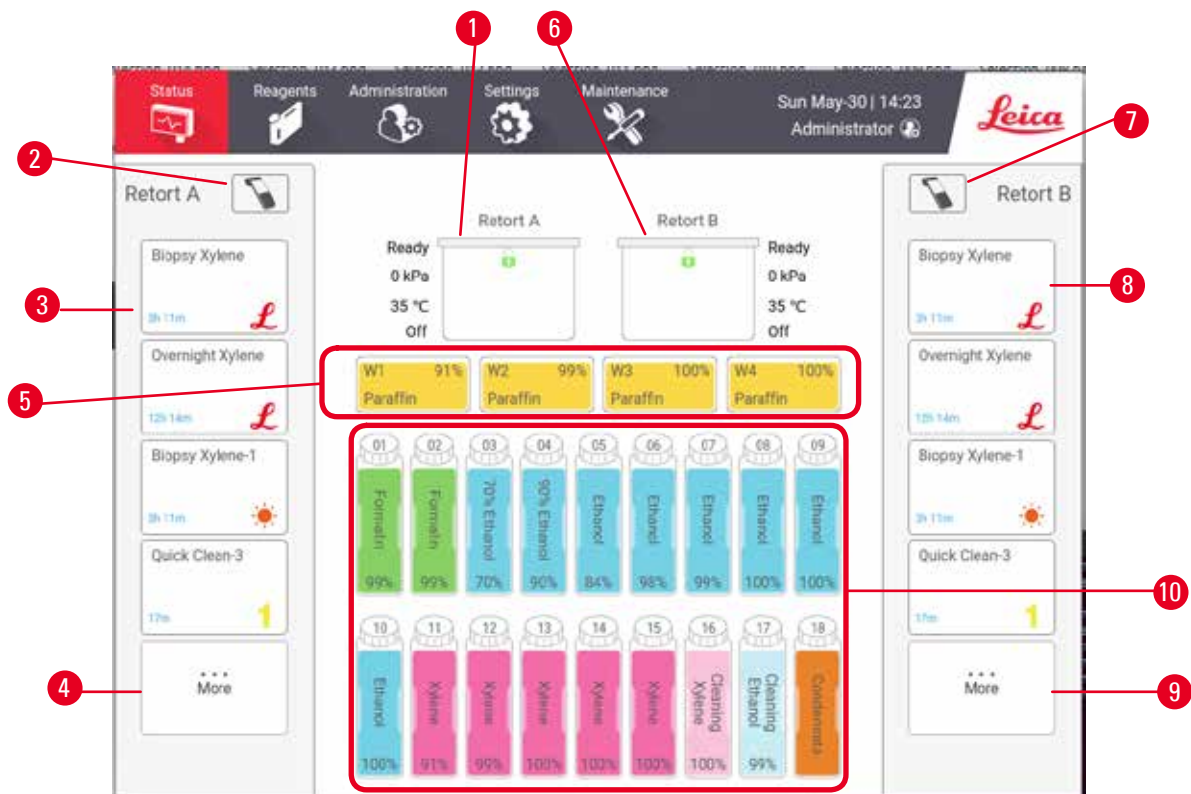 1
6
Status
Reagents
Administration
Settings
Maintenance
Sun May-30 | 14:23
Administrator
Leica
7
2
Retort A
Retort B
Retort A
Retort B
Biopsy Xylene
3h 11m
3
Ready
0 kPa
35 °C
Off
Ready
0 kPa
35 °C
Off
Biopsy Xylene
3h 11m
8
Overnight Xylene
12h 14m
5
W1 91%
Paraffin
W2 99%
Paraffin
W3 100%
Paraffin
W4 100%
Paraffin
Overnight Xylene
12h 14m
Biopsy Xylene-1
3h 11m
Quick Clean-3
17m
1
4
... More
01 02 03 04 05 06 07 08 09
Formalin
Formalin
70% Ethanol
90% Ethanol
Ethanol
Ethanol
Ethanol
Ethanol
Ethanol
99% 99% 70% 90% 84% 98% 99% 100% 100%
10 11 12 13 14 15 16 17 18
Ethanol
Xylene
Xylene
Xylene
Xylene
Xylene
Cleaning Xylene
Cleaning Ethanol
100% 91% 99% 100% 100% 100% 100% 99%
Biopsy Xylene-1
3h 11m
Quick Clean-3
17m
1
10
... More
9